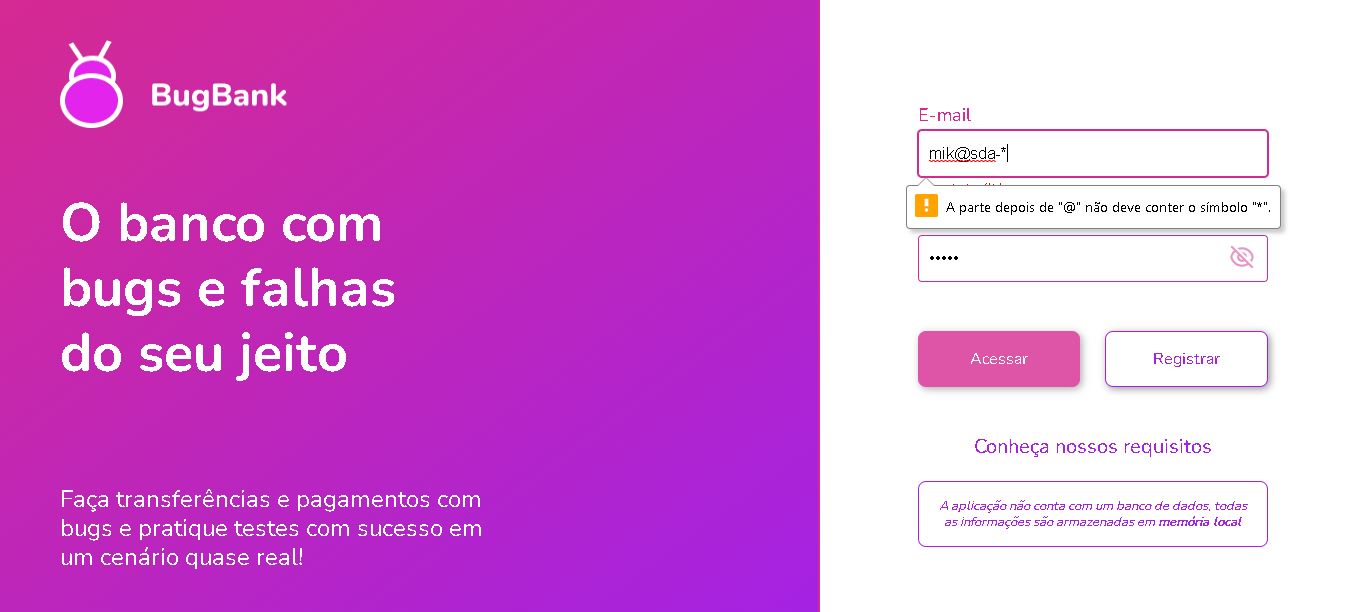 BugBank
O banco com
bugs e falhas
do seu jeito
Faça transferências e pagamentos com
bugs e pratique testes com sucesso em
um cenário quase real!
E-mail
mik@sda-*
A parte depois de "@" não deve conter o símbolo "*".
•••••
Acessar
Registrar
Conheça nossos requisitos
A aplicação não conta com um banco de dados, todas
as informações são armazenadas em memória local